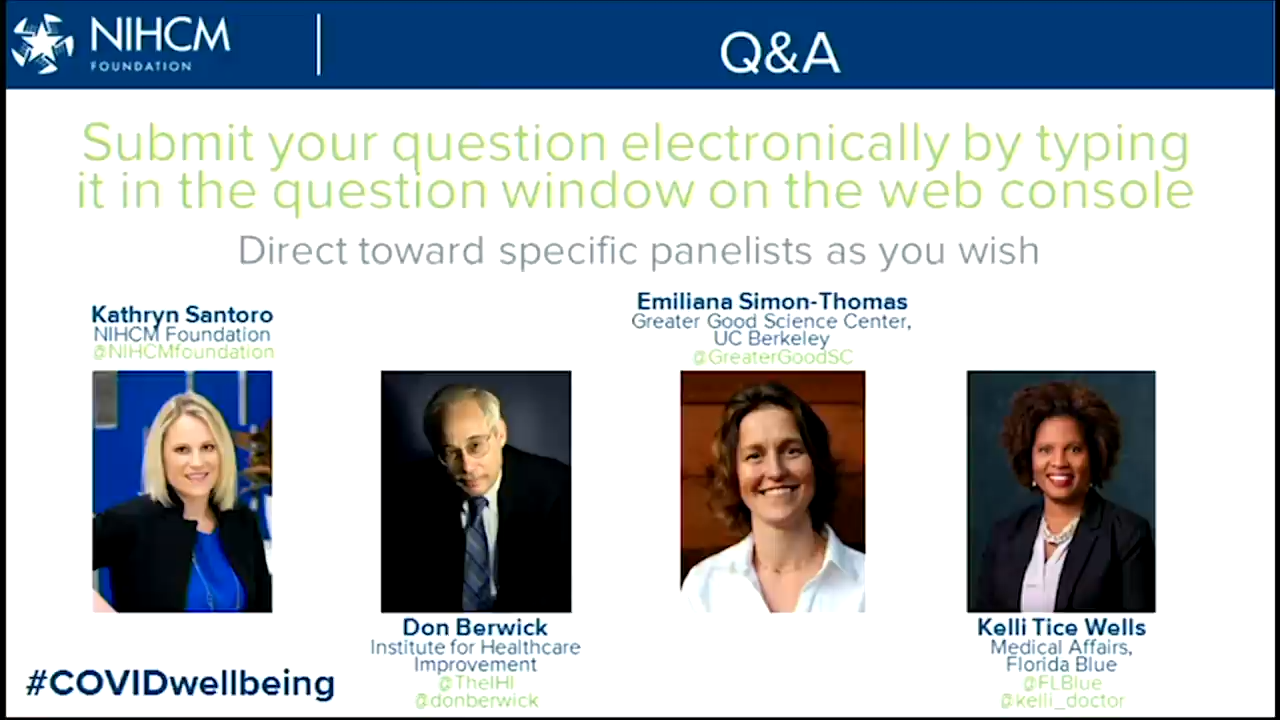 NIHCM
FOUNDATION
Q&A
Submit your question electronically by typing
it in the question window on the web console
Direct toward specific panelists as you wish
Kathryn Santoro
NIHCM Foundation
@NIHCMfoundation
Don Berwick
Institute for Healthcare
Improvement
@TheIHI
@donberwick
Emiliana Simon-Thomas
Greater Good Science Center,
UC Berkeley
@GreaterGoodSC
Kelli Tice Wells
Medical Affairs,
Florida Blue
@FLBlue
@kelli_doctor
#COVIDwellbeing